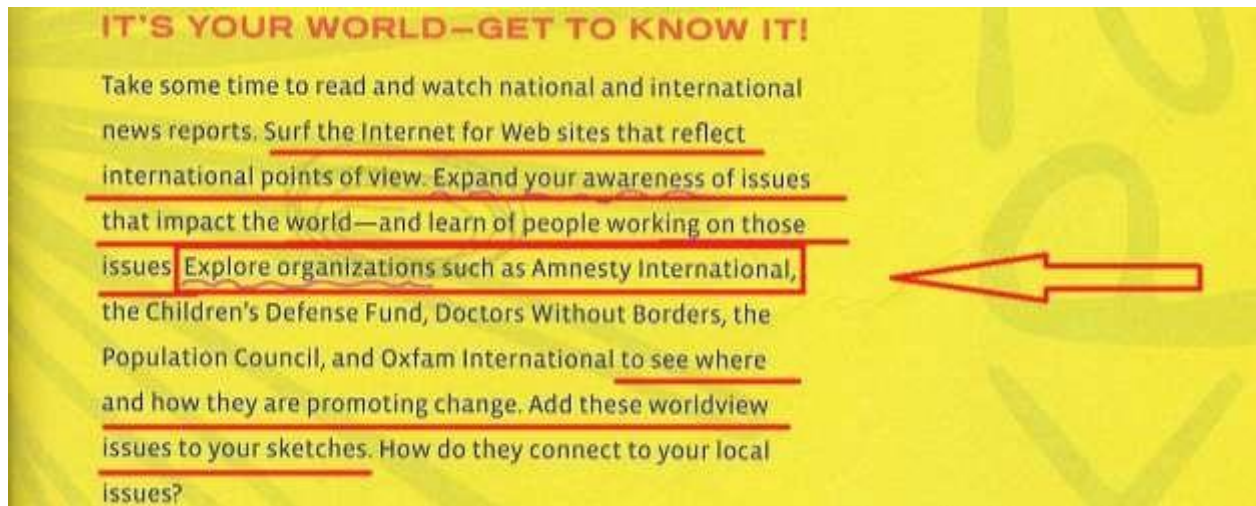 IT'S YOUR WORLD—GET TO KNOW IT!
Take some time to read and watch national and international
news reports. Surf the Internet for Web sites that reflect
international points of view. Expand your awareness of issues
that impact the world—and learn of people working on those
issues. Explore organizations such as Amnesty International,
the Children's Defense Fund, Doctors Without Borders, the
Population Council, and Oxfam International to see where
and how they are promoting change. Add these worldview
issues to your sketches. How do they connect to your local
issues?